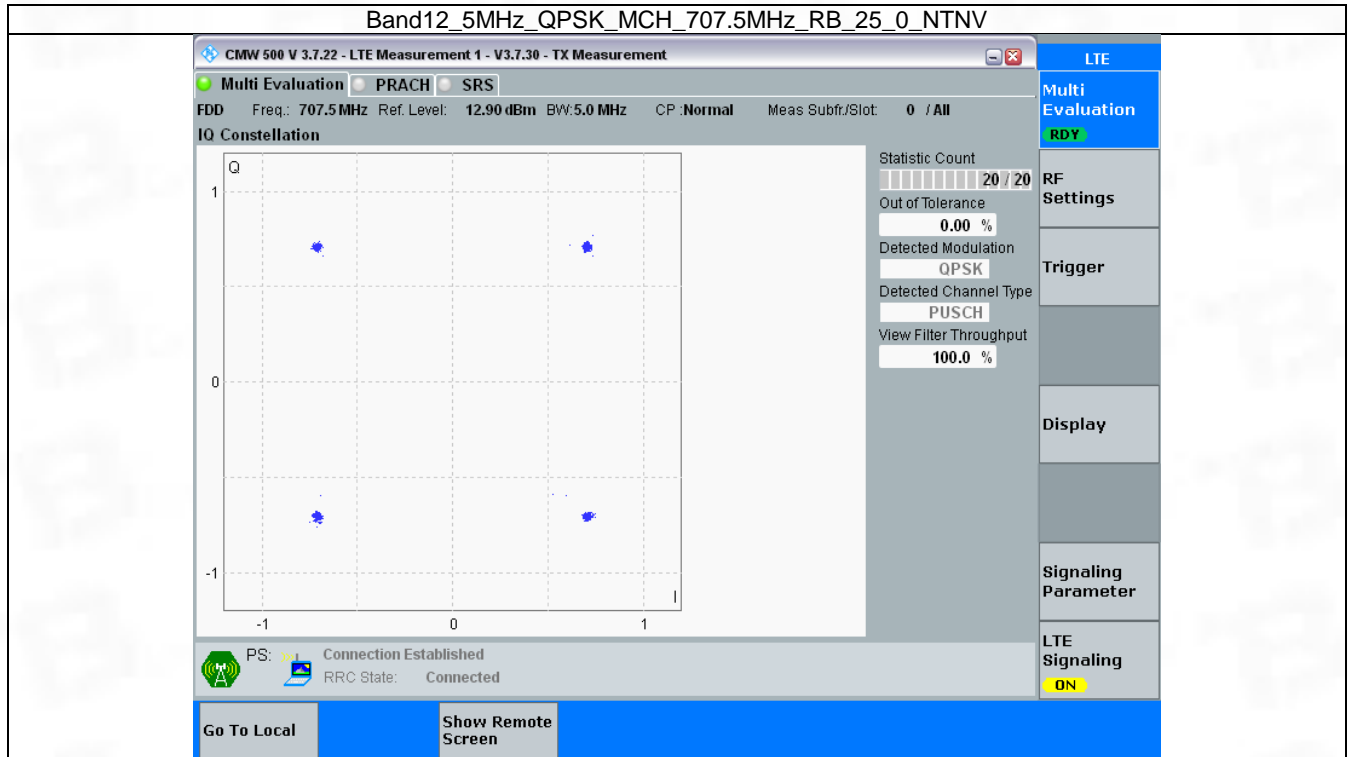 Band12_5MHz_QPSK_MCH_707.5MHz_RB_25_0_NTNV
CMW 500 V 3.7.22 - LTE Measurement 1 - V3.7.30 - TX Measurement
LTE
Multi Evaluation PRACH SRS
Multi
Evaluation
RDY
FDD Freq.: 707.5 MHz Ref. Level: 12.90 dBm BW:5.0 MHz CP :Normal Meas Subfr./Slot: 0 / All
IQ Constellation
Q
1
0
-1
I
-1 0 1
Statistic Count
20 / 20
Out of Tolerance
0.00 %
Detected Modulation
QPSK
Detected Channel Type
PUSCH
View Filter Throughput
100.0 %
RF
Settings
Trigger
Display
Signaling
Parameter
LTE
Signaling
ON
PS: Connection Established
RRC State: Connected
Go To Local
Show Remote
Screen